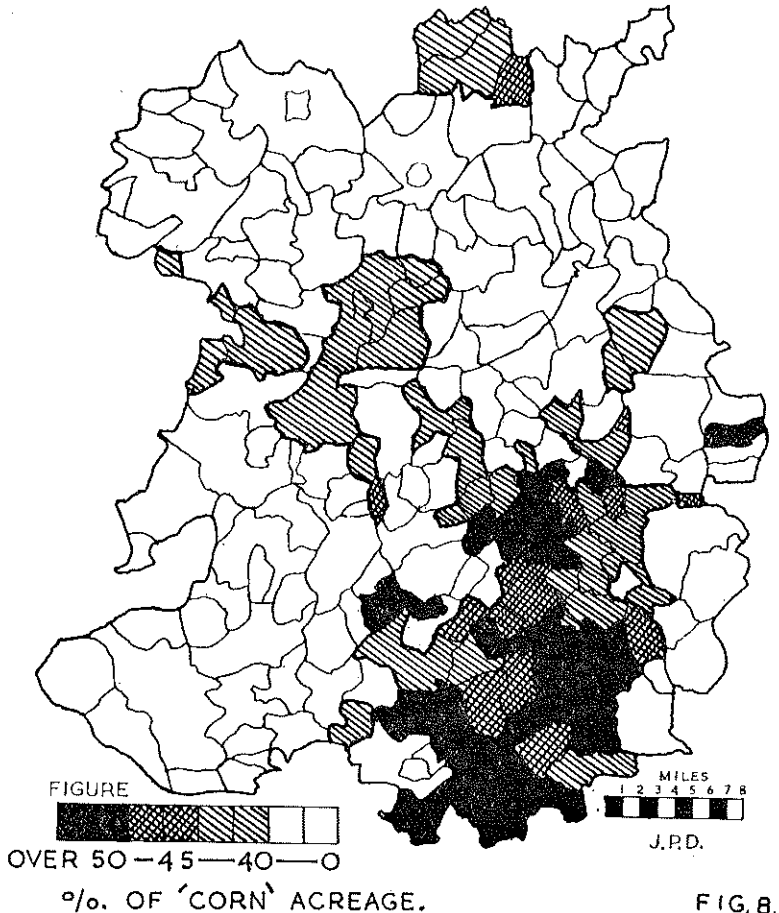 FIGURE
OVER 50—45—40—0
%. OF 'CORN' ACREAGE.
MILES
1 2 3 4 5 6 7 8
J.P.D.
FIG.8.